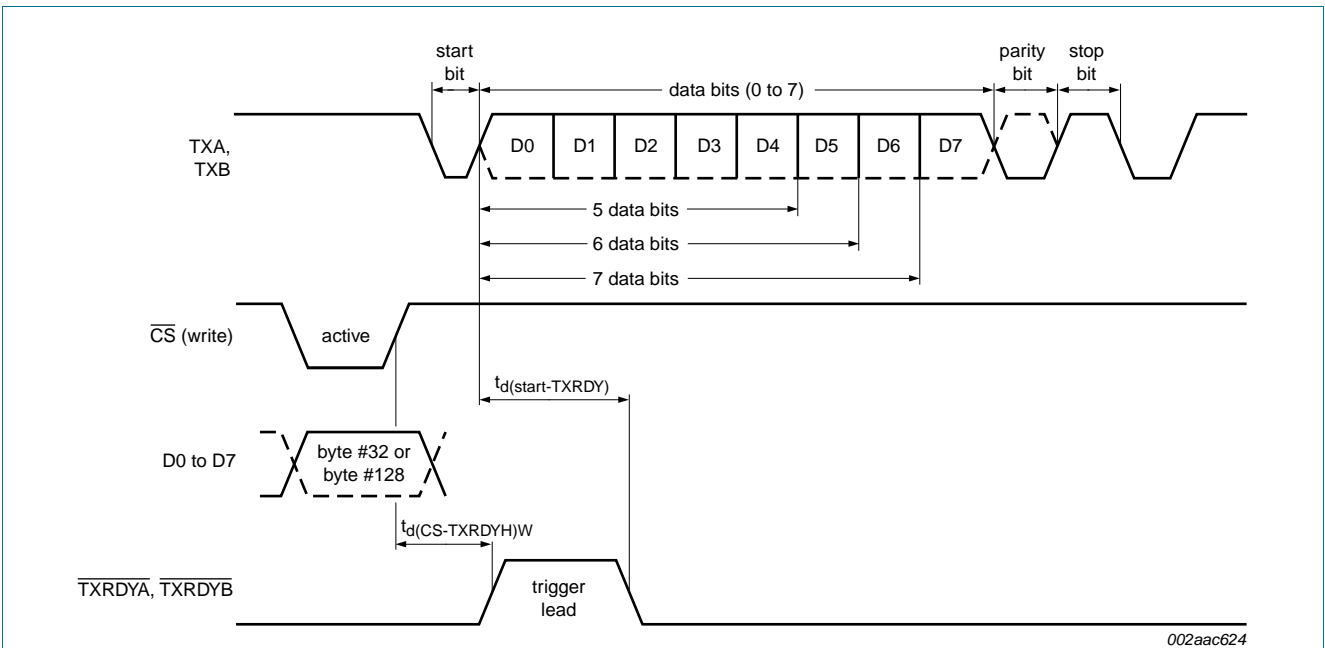 start
bit
data bits (0 to 7)
parity
bit
stop
bit
TXA,
TXB
D0 D1 D2 D3 D4 D5 D6 D7
5 data bits
6 data bits
7 data bits
CS (write)
active
td(start-TXRDY)
D0 to D7
byte #32 or
byte #128
td(CS-TXRDYH)W
TXRDYA, TXRDYB
trigger
lead
002aac624